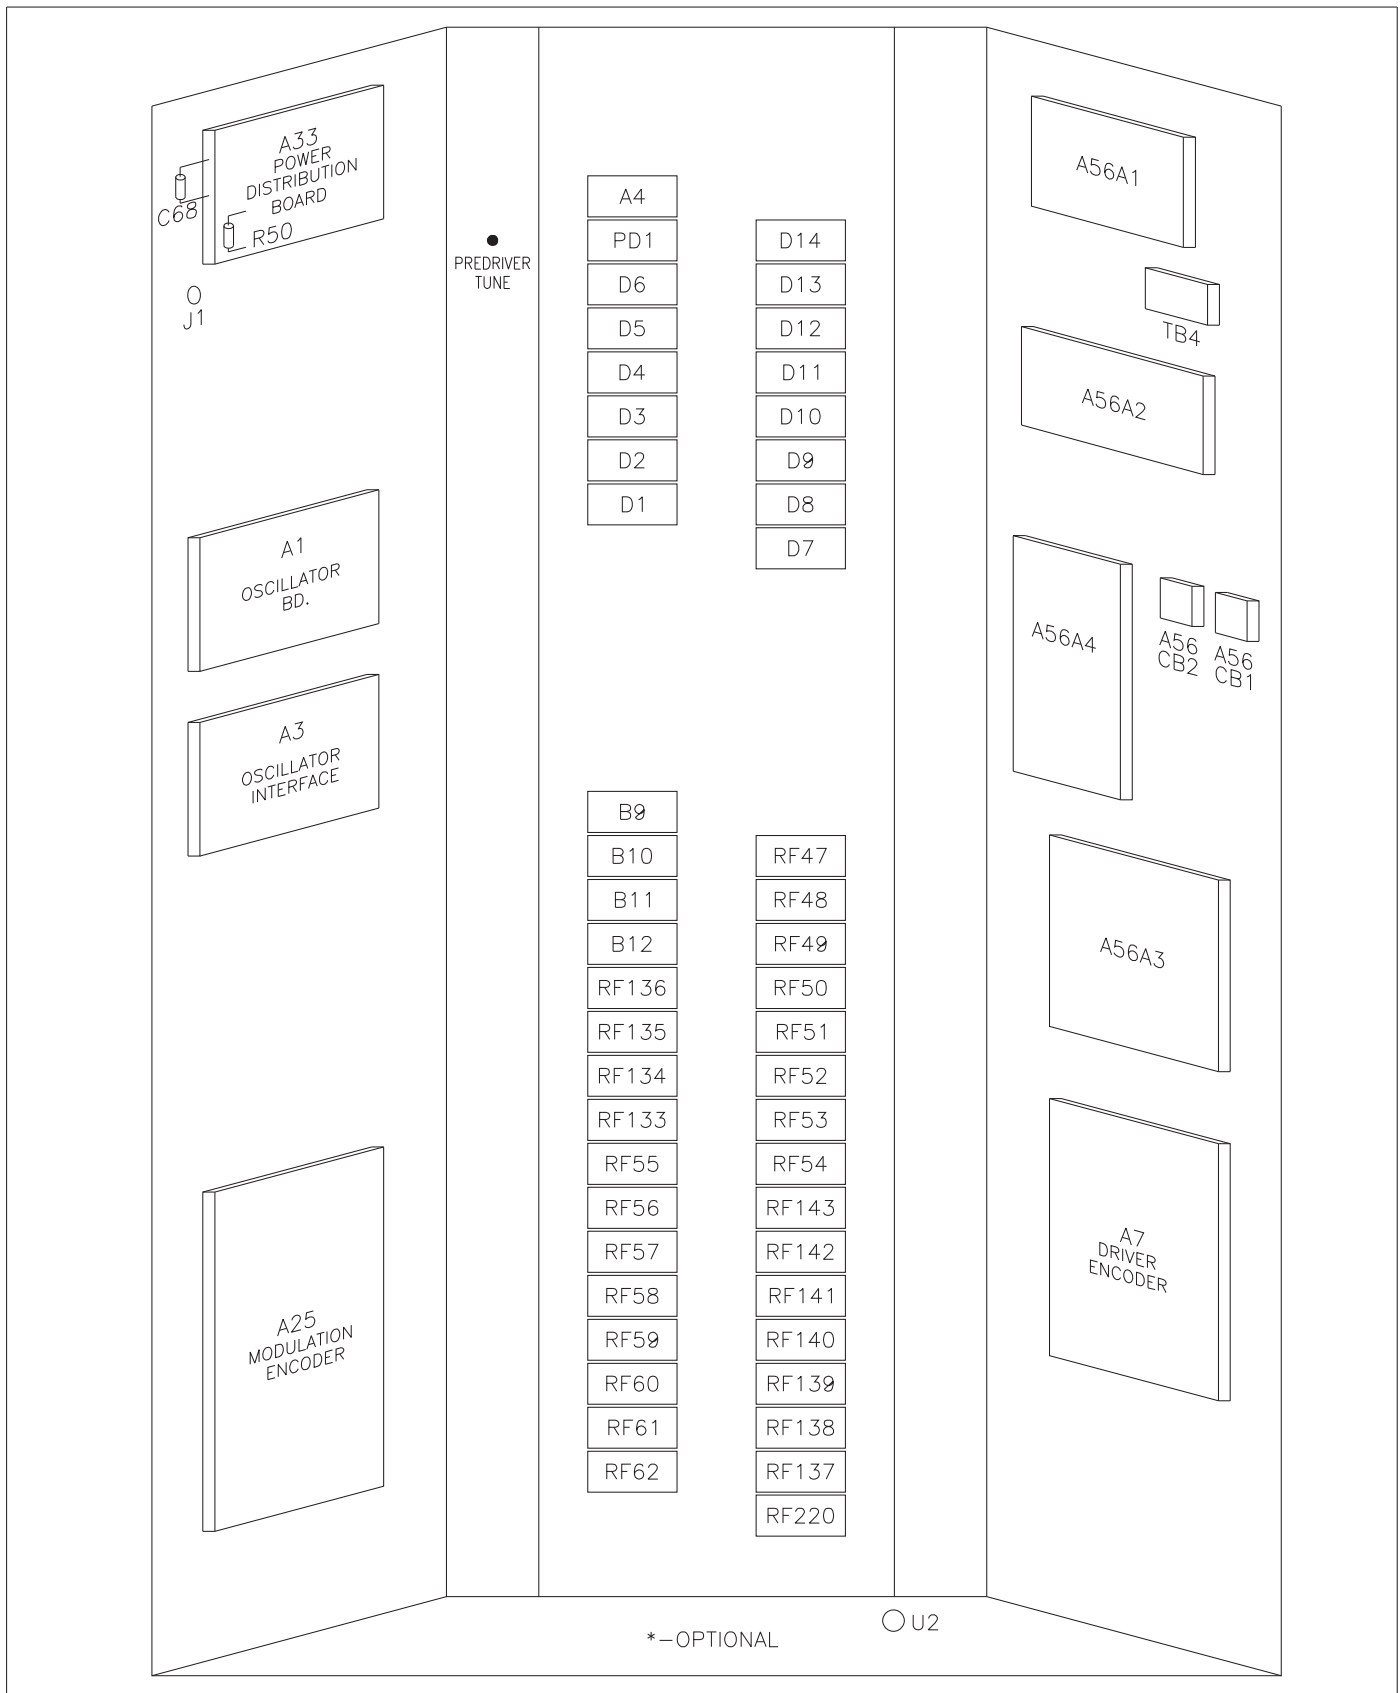 A33
POWER
DISTRIBUTION
BOARD
C68
R50
J1
A1
OSCILLATOR
BD.
A3
OSCILLATOR
INTERFACE
A25
MODULATION
ENCODER
PREDRIVER
TUNE
A4
PD1
D6
D5
D4
D3
D2
D1
D14
D13
D12
D11
D10
D9
D8
D7
B9
B10
B11
B12
RF136
RF135
RF134
RF133
RF55
RF56
RF57
RF58
RF59
RF60
RF61
RF62
RF47
RF48
RF49
RF50
RF51
RF52
RF53
RF54
RF143
RF142
RF141
RF140
RF139
RF138
RF137
RF220
A56A1
TB4
A56A2
A56A4
A56
CB2
A56
CB1
A56A3
A7
DRIVER
ENCODER
U2
*-OPTIONAL